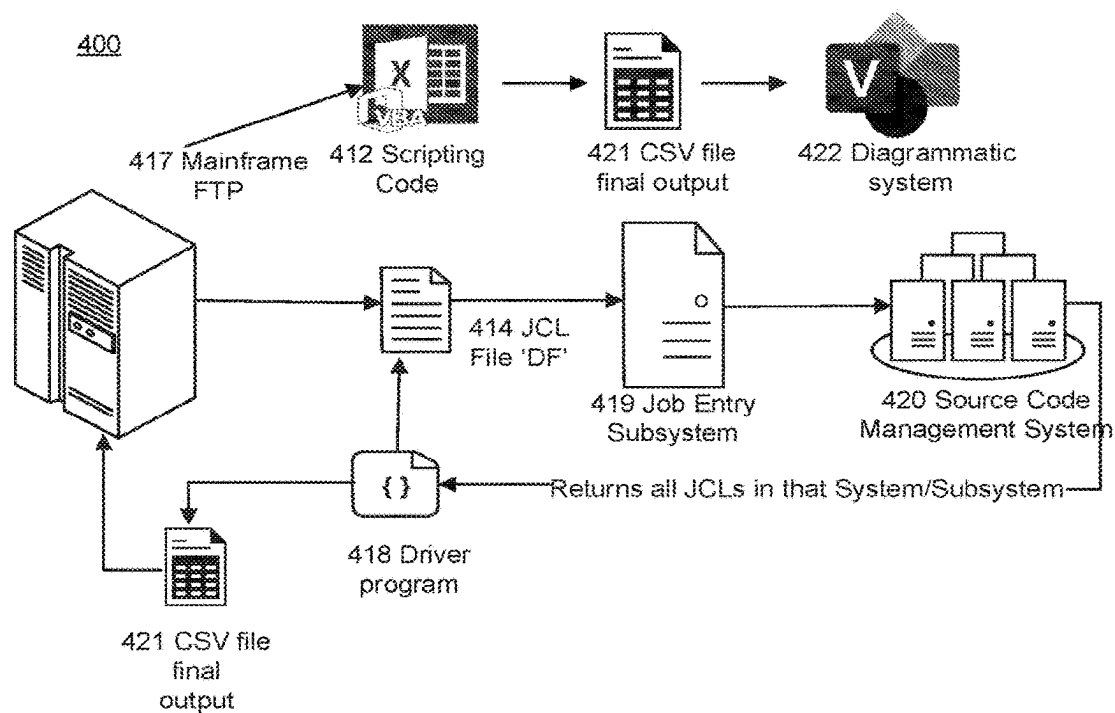 400
X
VBA
V
417 Mainframe
FTP
412 Scripting
Code
421 CSV file
final output
422 Diagrammatic
system
414 JCL
File 'DF'
419 Job Entry
Subsystem
420 Source Code
Management System
{ }
Returns all JCLs in that System/Subsystem
418 Driver
program
421 CSV file
final
output